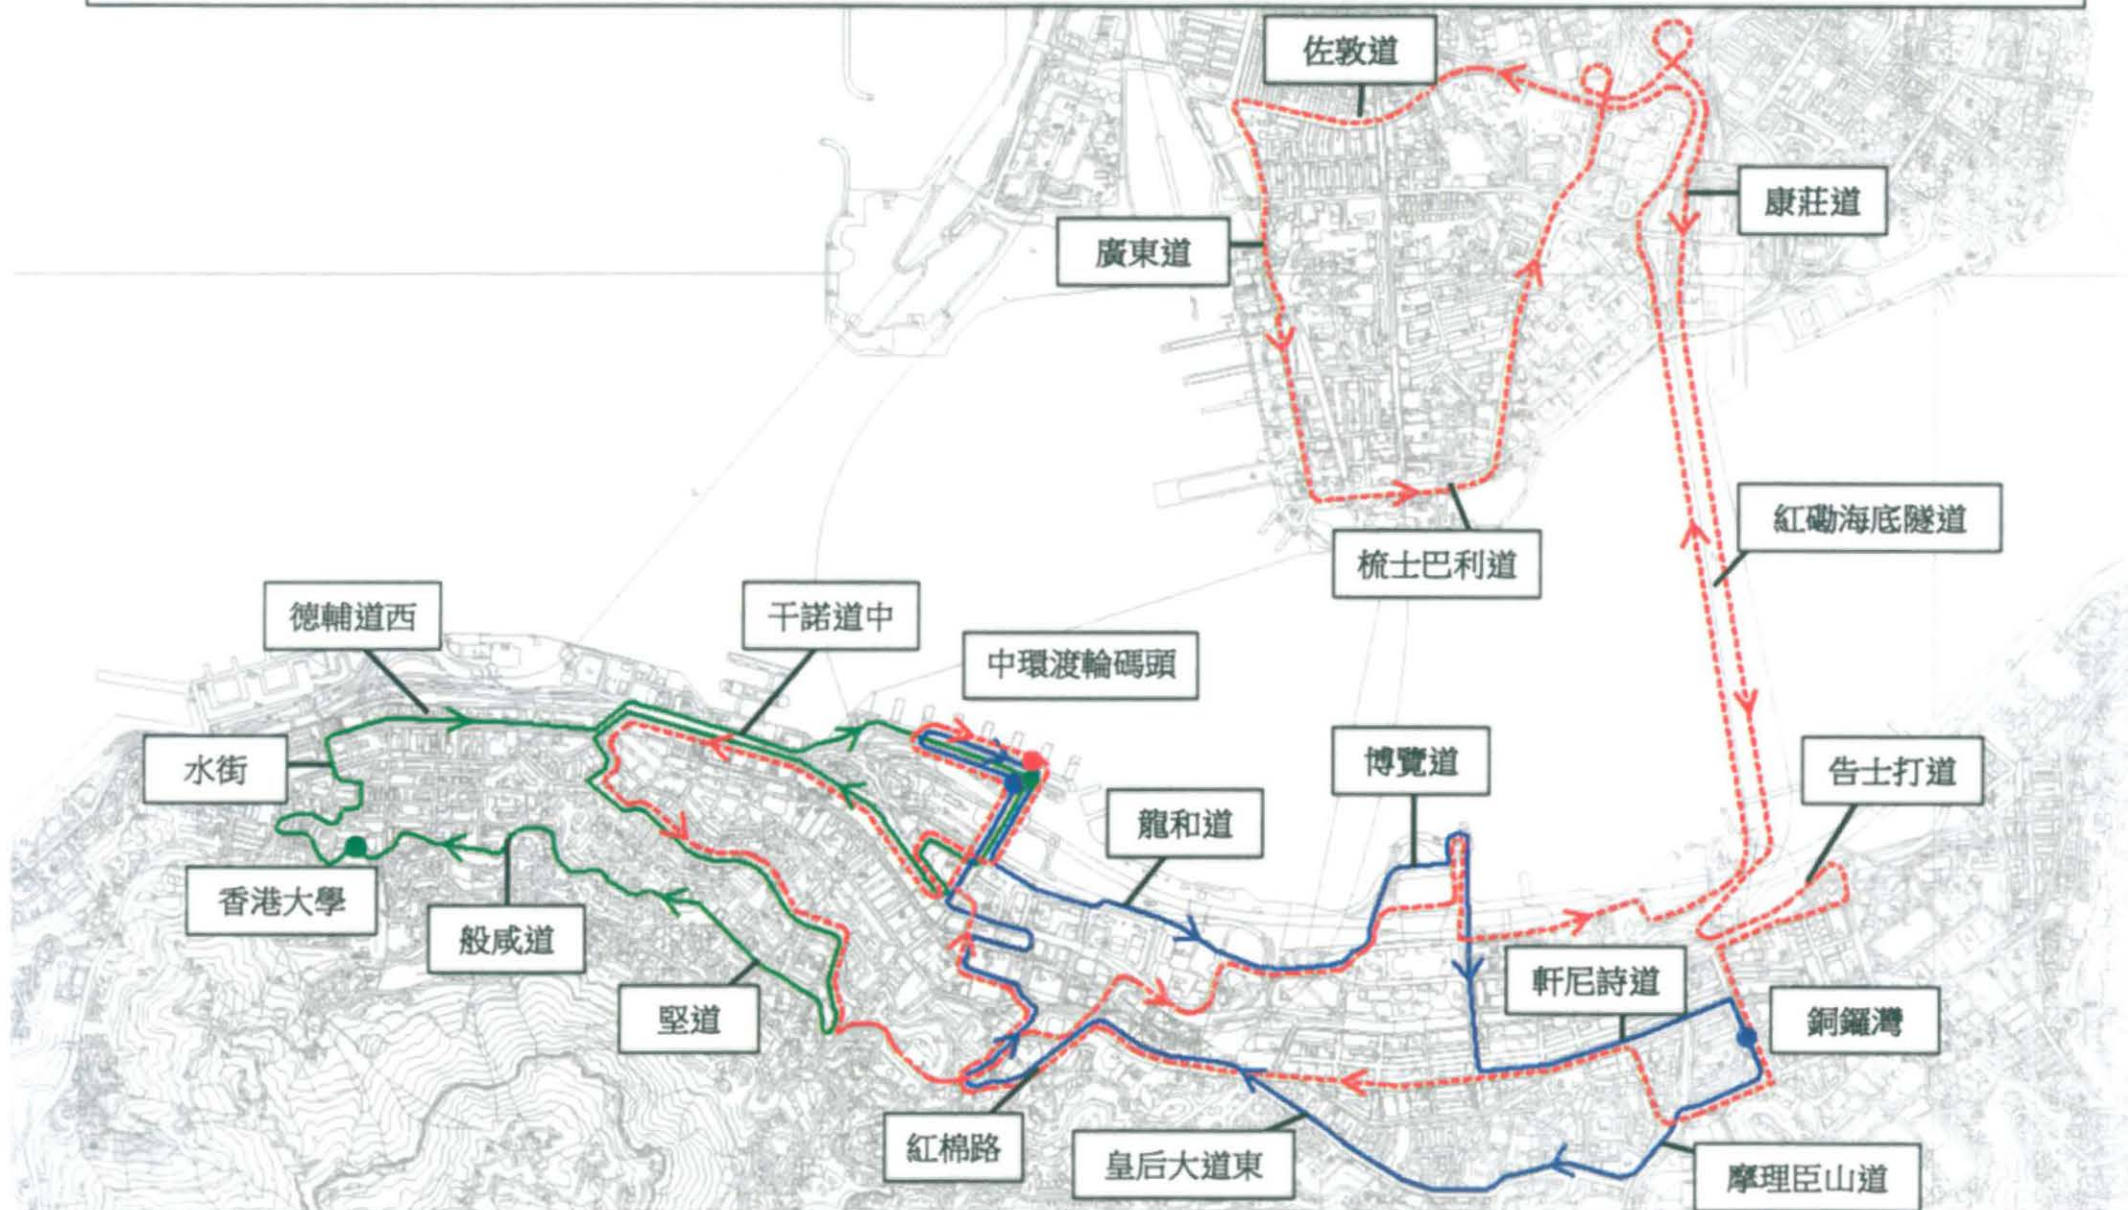 佐敦道
康莊道
廣東道
紅磡海底隧道
梳士巴利道
德輔道西
干諾道中
中環渡輪碼頭
水街
博覽道
告士打道
龍和道
香港大學
般咸道
軒尼詩道
堅道
銅鑼灣
紅棉路
皇后大道東
摩理臣山道